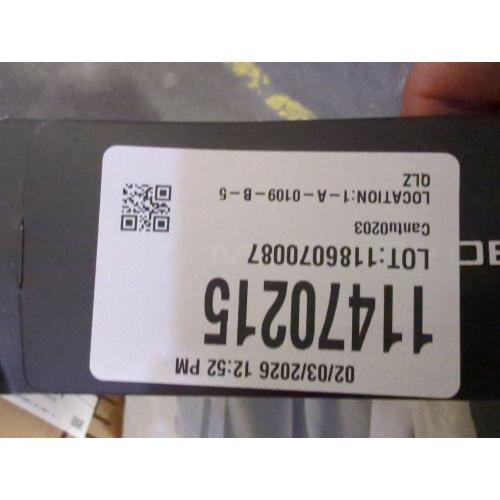 02/03/2026 12:52 PM
11470215
LOT:1186070087
Cantu0203
LOCATION:1-A-0109-B-5
QLZ